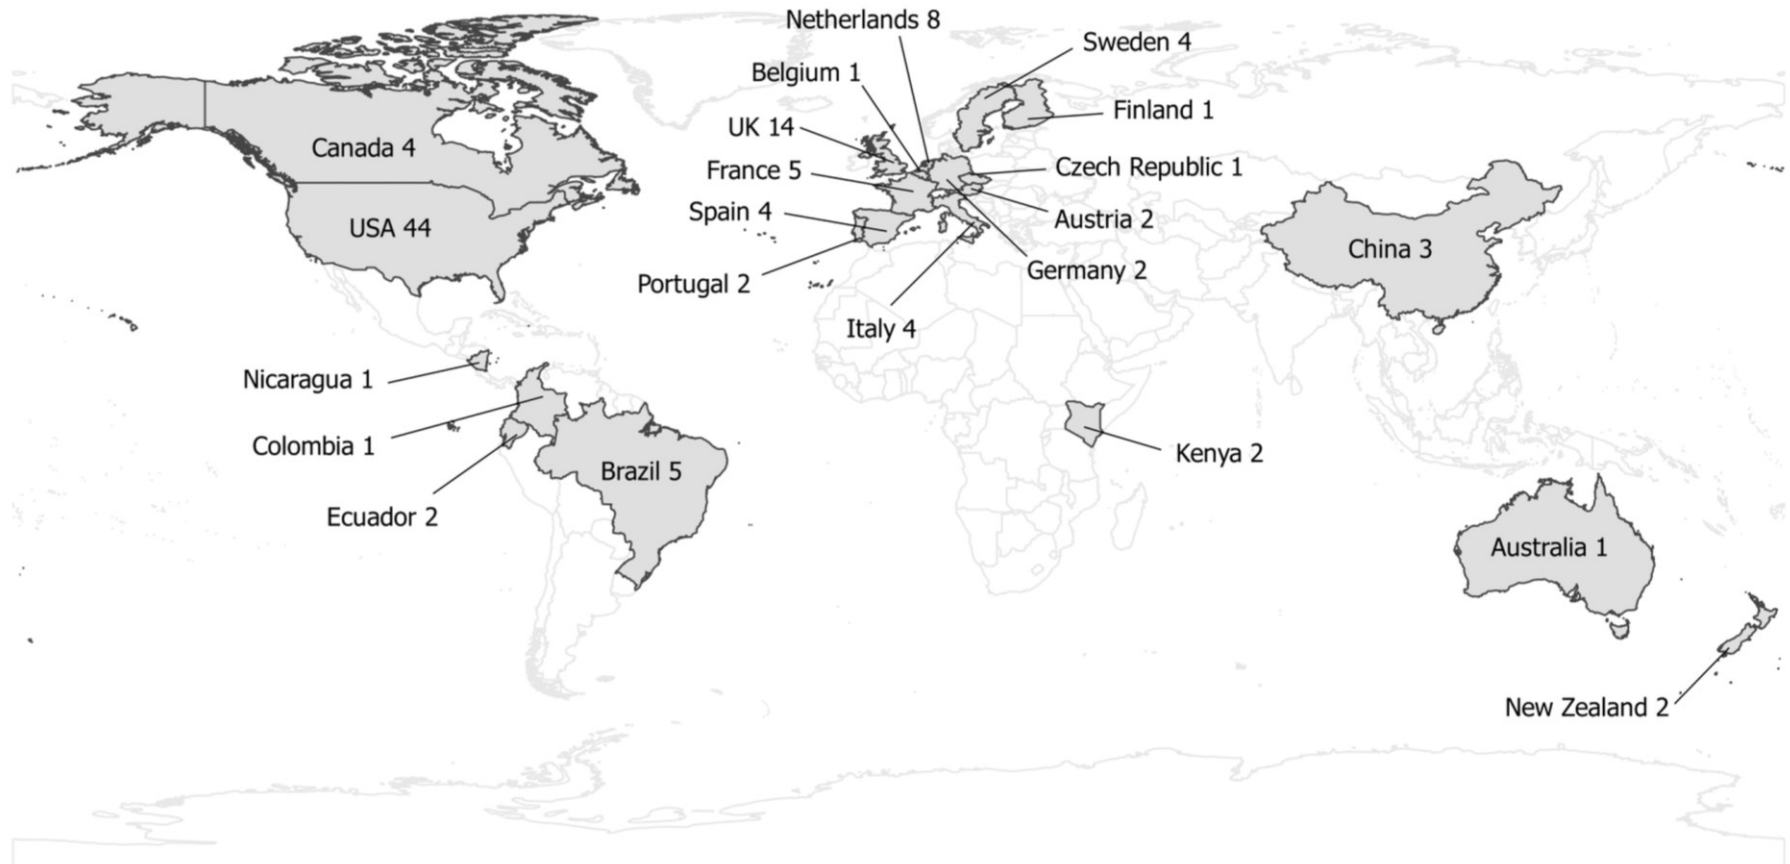 Netherlands 8
Sweden 4
Belgium 1
Finland 1
UK 14
Canada 4
Czech Republic 1
France 5
Spain 4
Austria 2
USA 44
China 3
Germany 2
Portugal 2
Italy 4
Nicaragua 1
Colombia 1
Kenya 2
Brazil 5
Ecuador 2
Australia 1
New Zealand 2